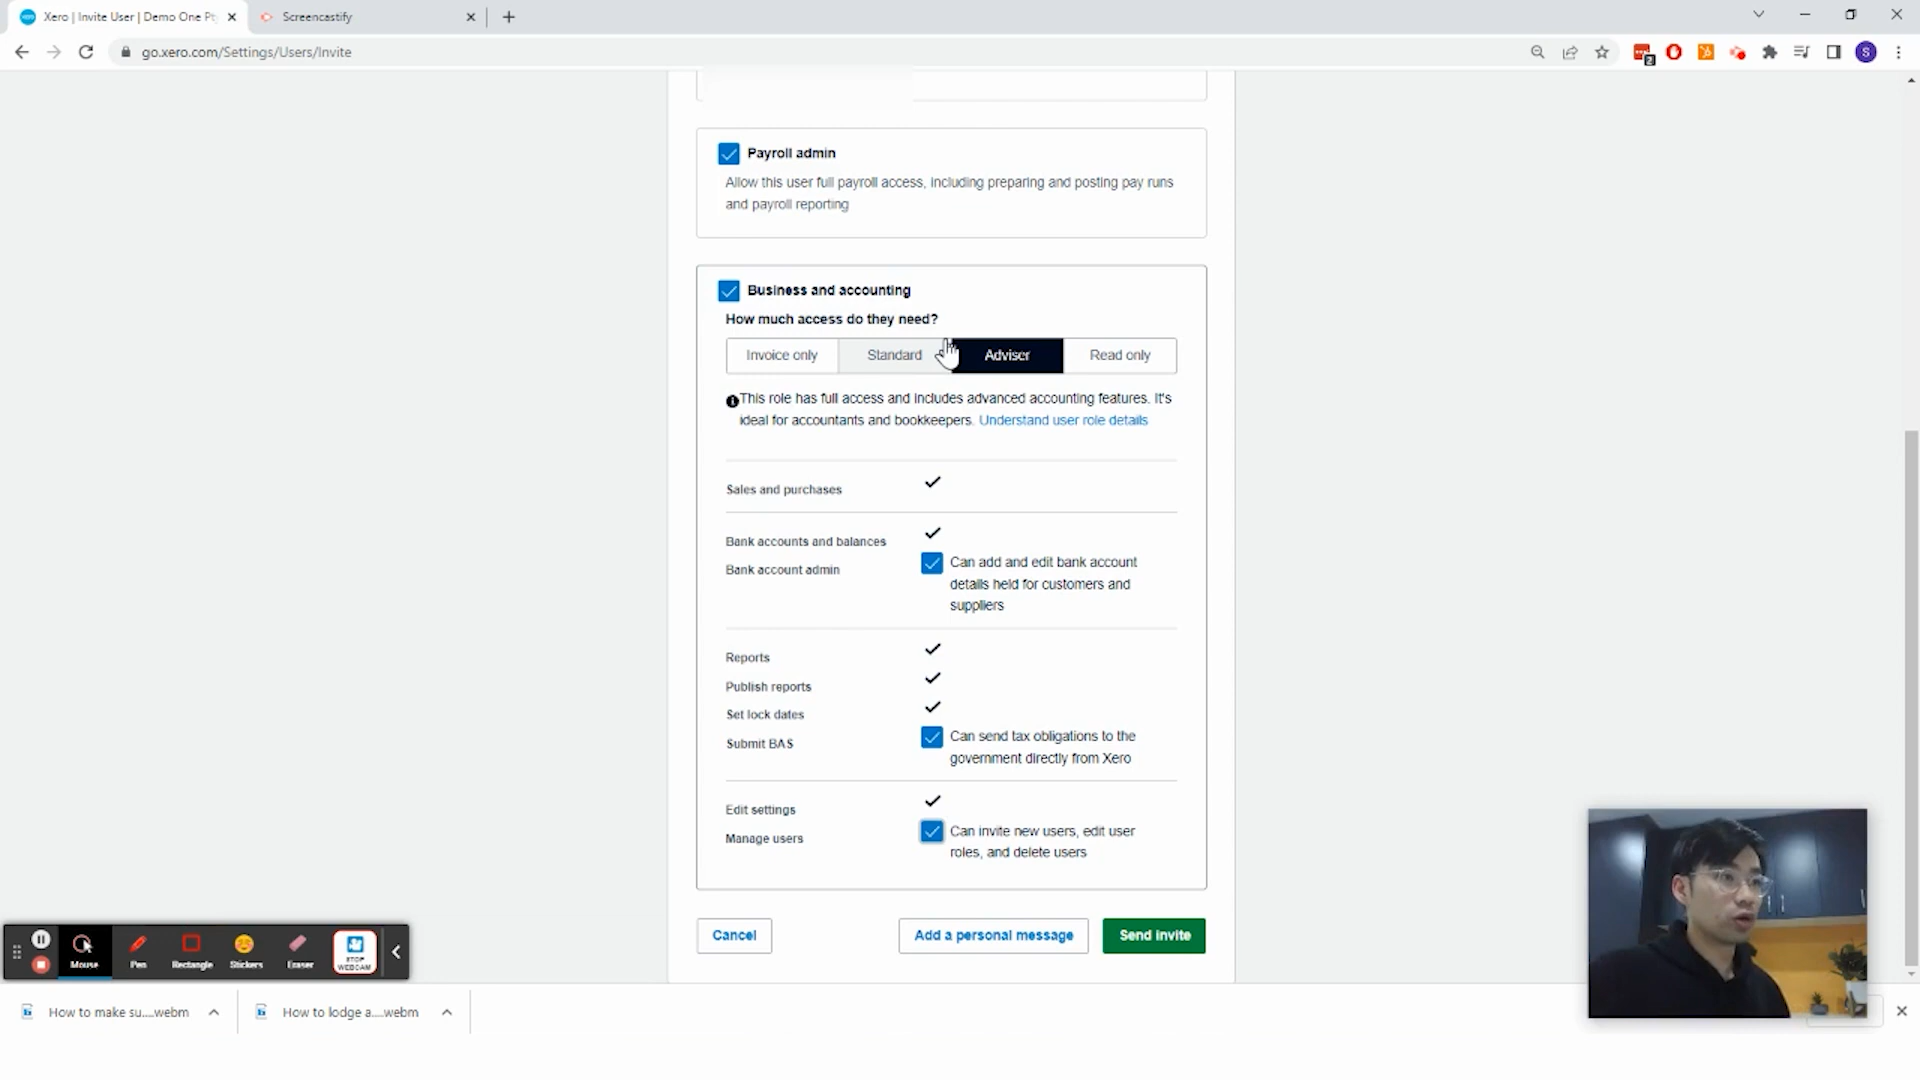 Xero | Invite User | Demo One Pt
Screencastify
go.xero.com/Settings/Users/Invite
2
S
Payroll admin
Allow this user full payroll access, including preparing and posting pay runs
and payroll reporting
Business and accounting
How much access do they need?
Invoice only
Standard
Adviser
Read only
This role has full access and includes advanced accounting features. It's
ideal for accountants and bookkeepers. Understand user role details
Sales and purchases
Bank accounts and balances
Bank account admin
Can add and edit bank account
details held for customers and
suppliers
Reports
Publish reports
Set lock dates
Submit BAS
Can send tax obligations to the
government directly from Xero
Edit settings
Manage users
Can invite new users, edit user
roles, and delete users
Cancel
Add a personal message
Send invite
Mouse
Pen
Rectangle
Stickers
Eraser
STOP
WEBCAM
How to make su....webm
How to lodge a....webm